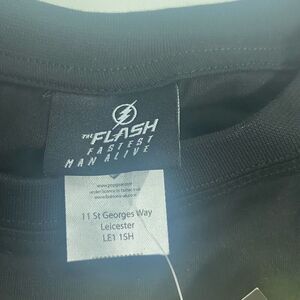 THE
FLASH
FASTEST
MAN ALIVE
11 St Georges Way
Leicester
LE1 1SH